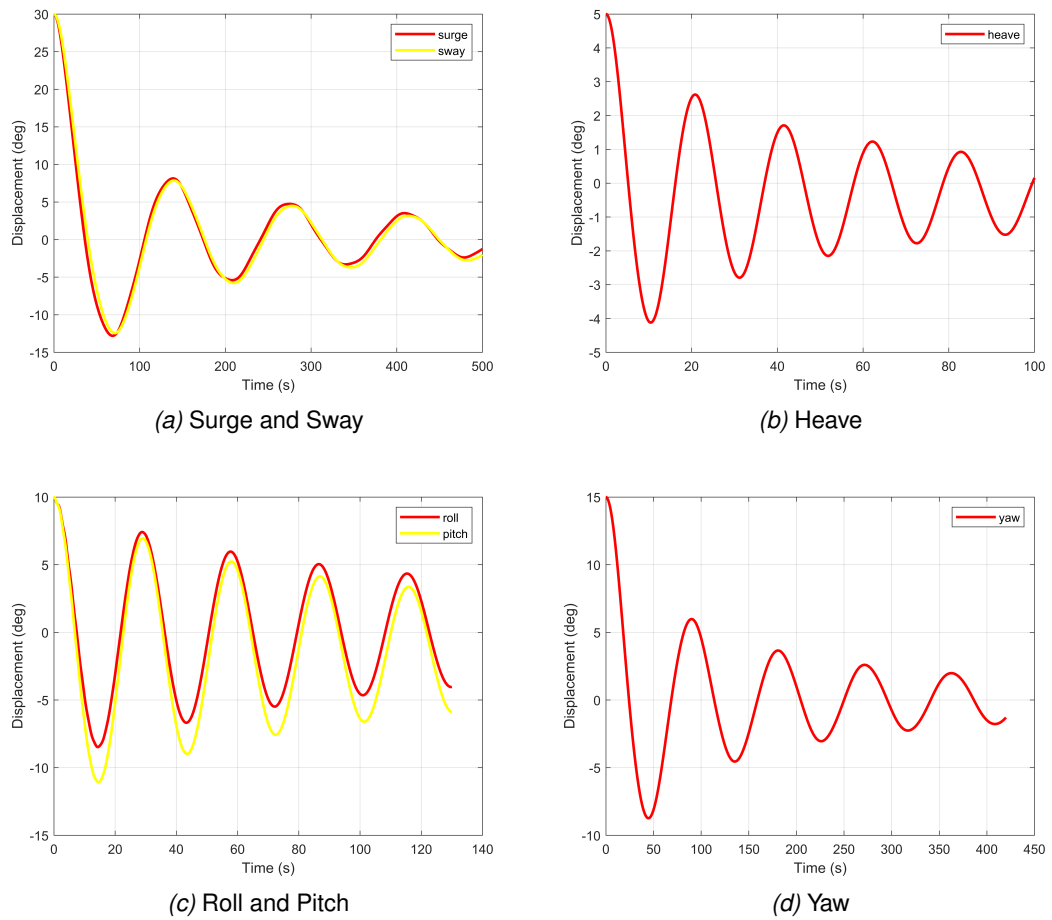 30
25
20
15
10
5
0
-5
-10
-15
0 100 200 300 400 500
Displacement (deg)
Time (s)
surge
sway
(a) Surge and Sway
5
4
3
2
1
0
-1
-2
-3
-4
-5
0 20 40 60 80 100
Displacement (deg)
Time (s)
heave
(b) Heave
10
5
0
-5
-10
-15
0 20 40 60 80 100 120 140
Displacement (deg)
Time (s)
roll
pitch
(c) Roll and Pitch
15
10
5
0
-5
-10
0 50 100 150 200 250 300 350 400 450
Displacement (deg)
Time (s)
yaw
(d) Yaw